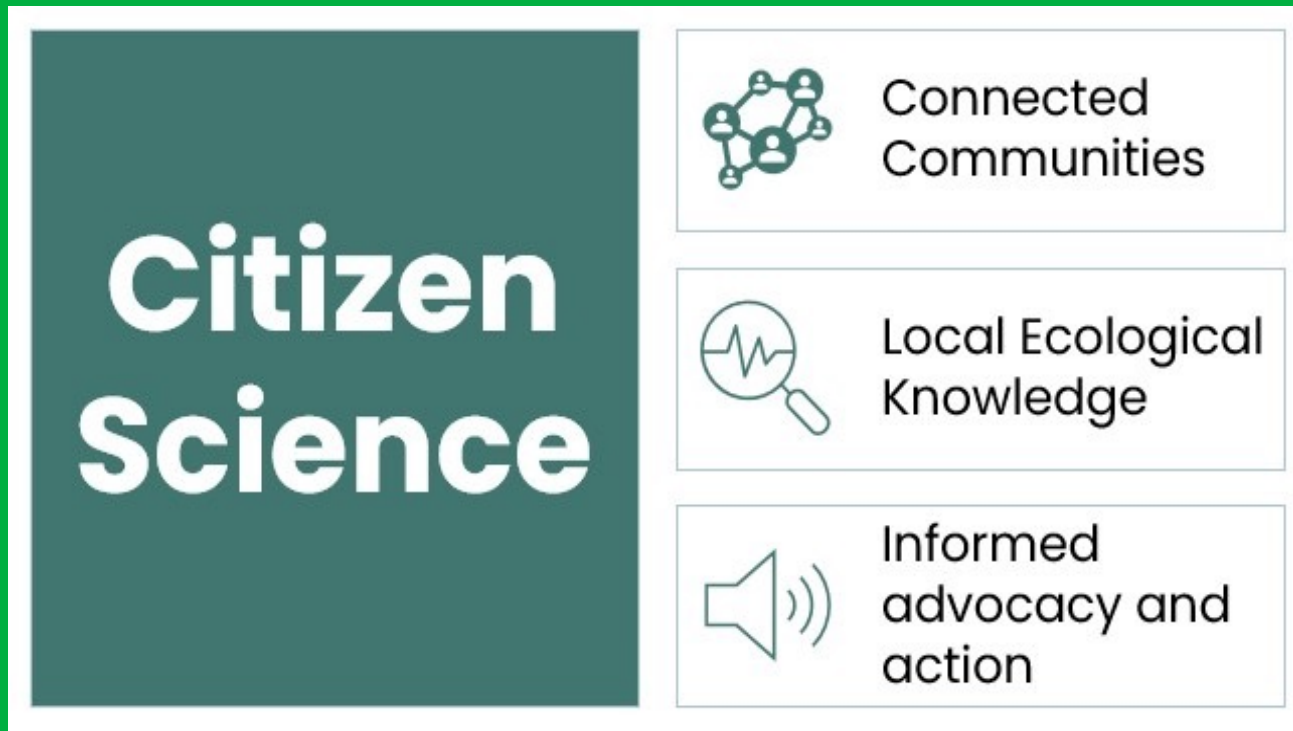 Citizen
Science
Connected
Communities
Local Ecological
Knowledge
Informed
advocacy and
action